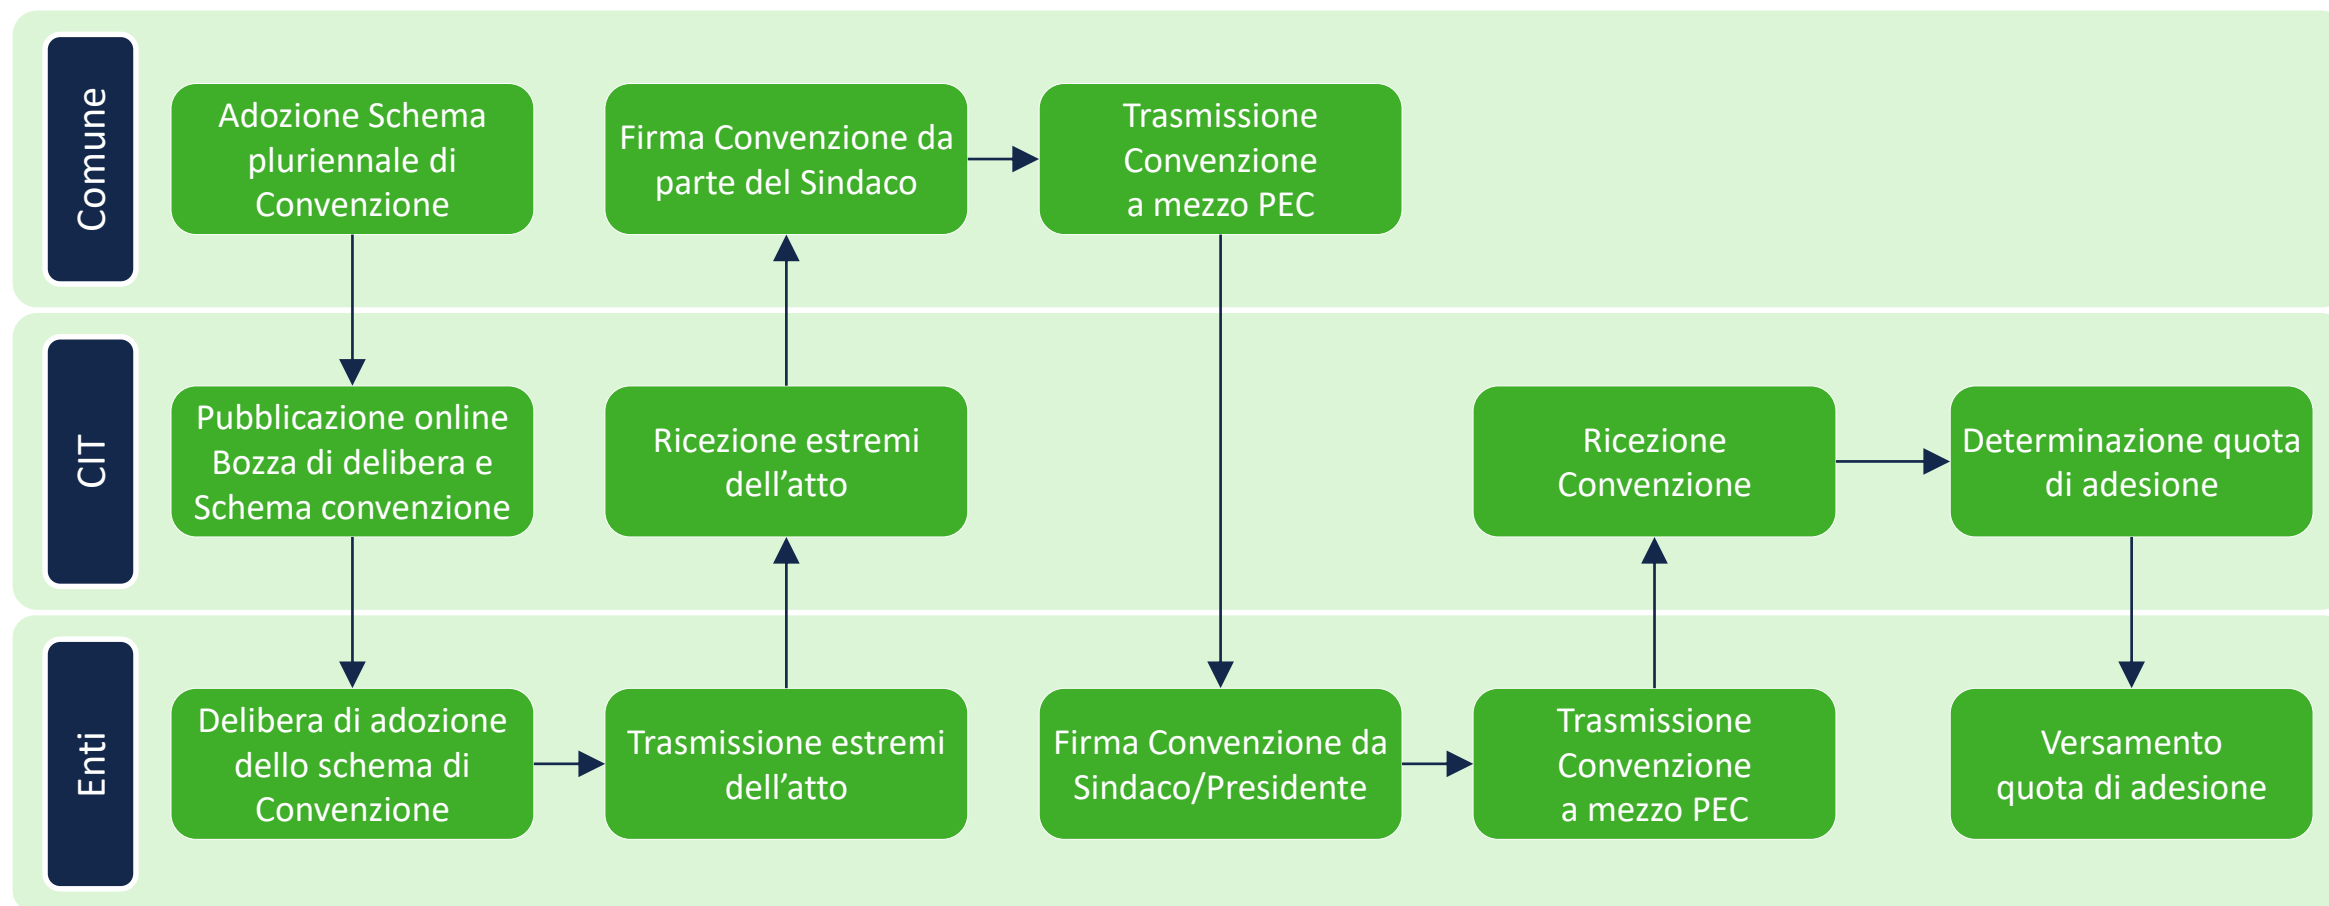 Comune
Adozione Schema
pluriennale di
Convenzione
Firma Convenzione da
parte del Sindaco
Trasmissione
Convenzione
a mezzo PEC
CIT
Pubblicazione online
Bozza di delibera e
Schema convenzione
Ricezione estremi
dell’atto
Ricezione
Convenzione
Determinazione quota
di adesione
Enti
Delibera di adozione
dello schema di
Convenzione
Trasmissione estremi
dell’atto
Firma Convenzione da
Sindaco/Presidente
Trasmissione
Convenzione
a mezzo PEC
Versamento
quota di adesione